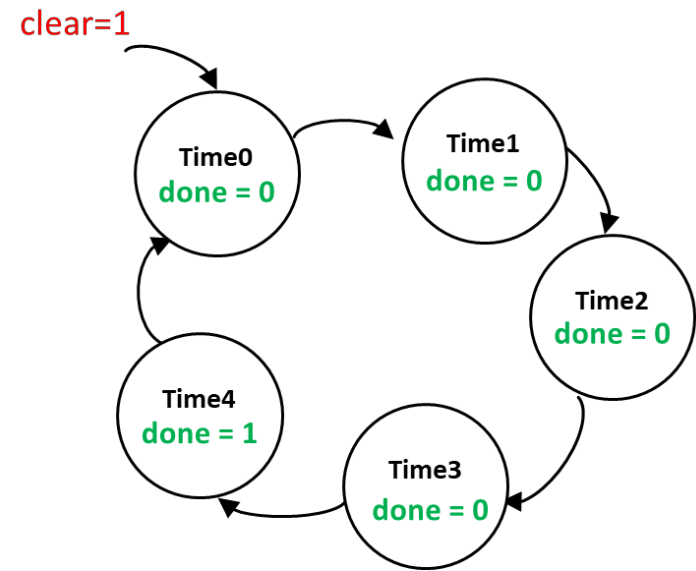 clear=1
Time0
done = 0
Time1
done = 0
Time2
done = 0
Time3
done = 0
Time4
done = 1